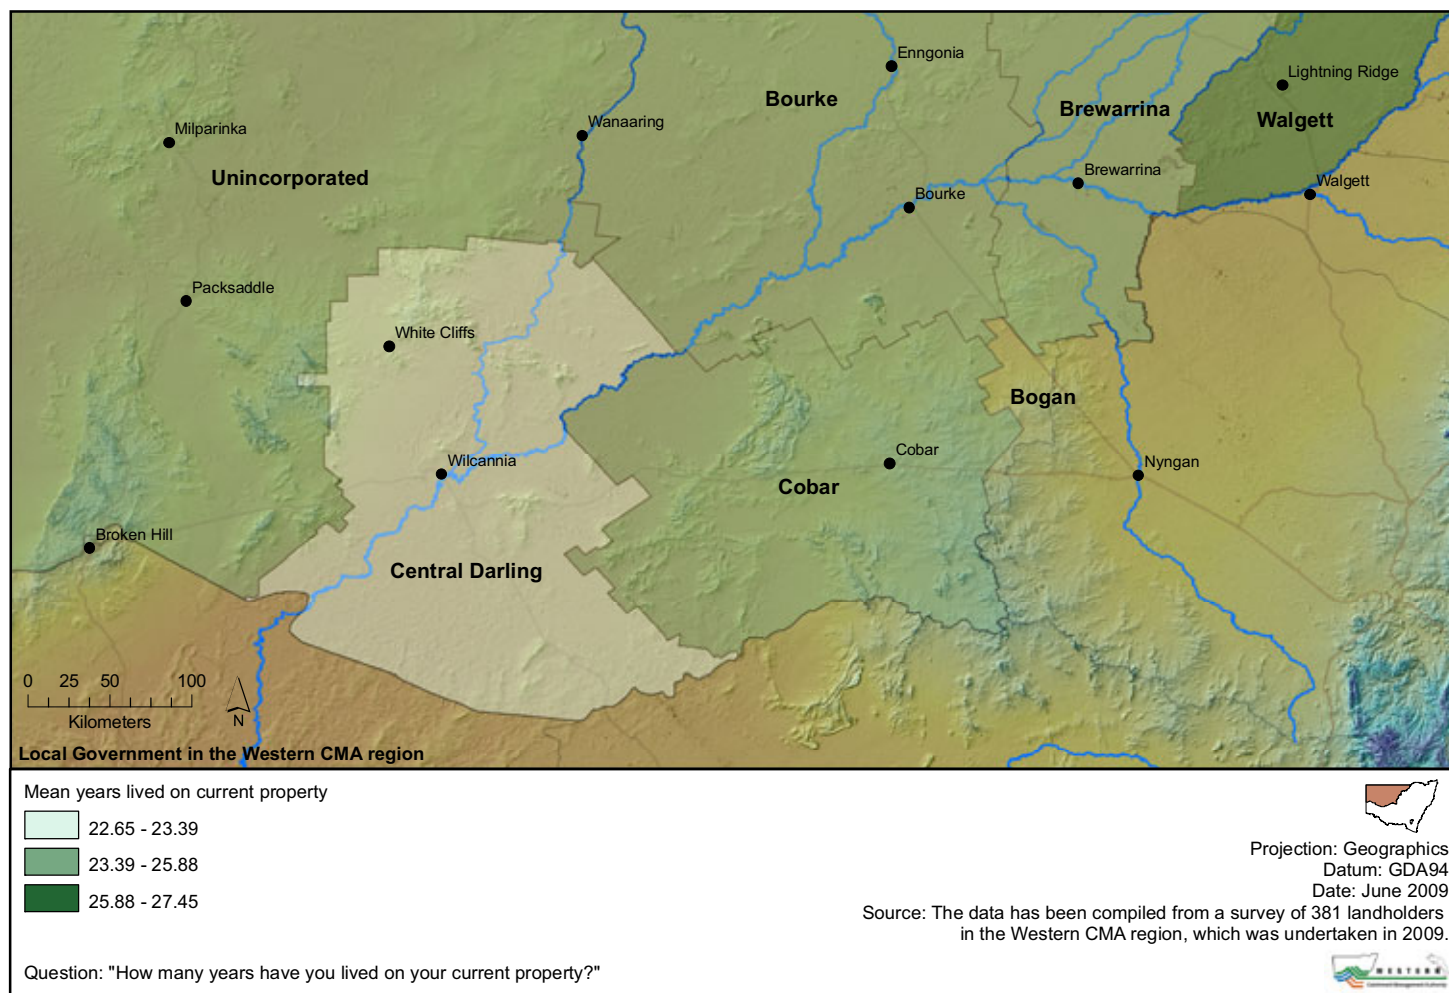 Enngonia
Lightning Ridge
Bourke
Brewarrina
Walgett
Milparinka
Wanaaring
Unincorporated
Brewarrina
Walgett
Bourke
Packsaddle
White Cliffs
Bogan
Wilcannia
Cobar
Nyngan
Cobar
Broken Hill
Central Darling
0 25 50 100
Kilometers
N
Local Government in the Western CMA region
Mean years lived on current property
22.65 - 23.39
23.39 - 25.88
25.88 - 27.45
Question: "How many years have you lived on your current property?"
Projection: Geographics
Datum: GDA94
Date: June 2009
Source: The data has been compiled from a survey of 381 landholders
in the Western CMA region, which was undertaken in 2009.
WESTERN